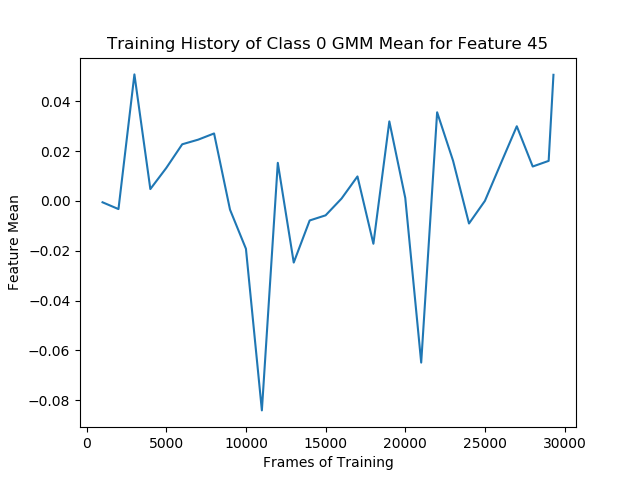 Training History of Class 0 GMM Mean for Feature 45
0.04
0.02
0.00
−0.02
−0.04
−0.06
−0.08
Feature Mean
0 5000 10000 15000 20000 25000 30000
Frames of Training